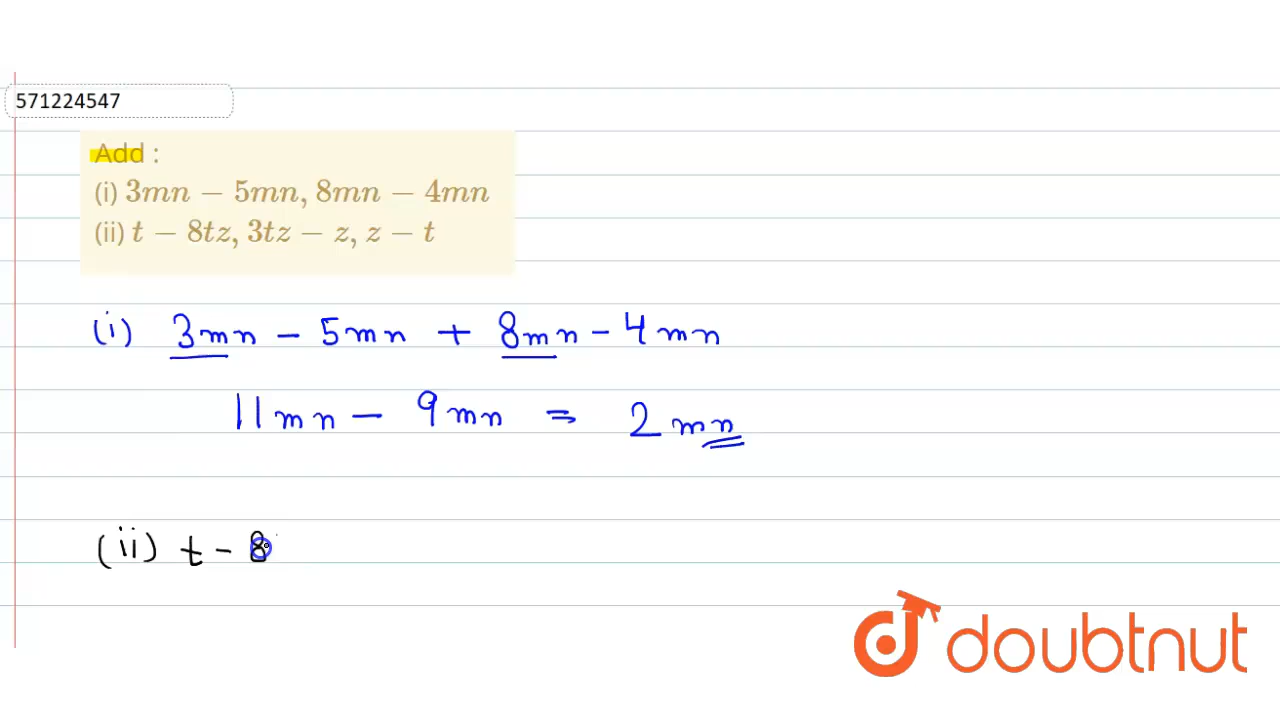 571224547
Add :
(i) 3mn − 5mn, 8mn − 4mn
(ii) t − 8tz, 3tz − z, z − t
(i) 3mn − 5mn + 8mn − 4mn
11mn − 9mn = 2mn
(ii) t − 8
doubtnut